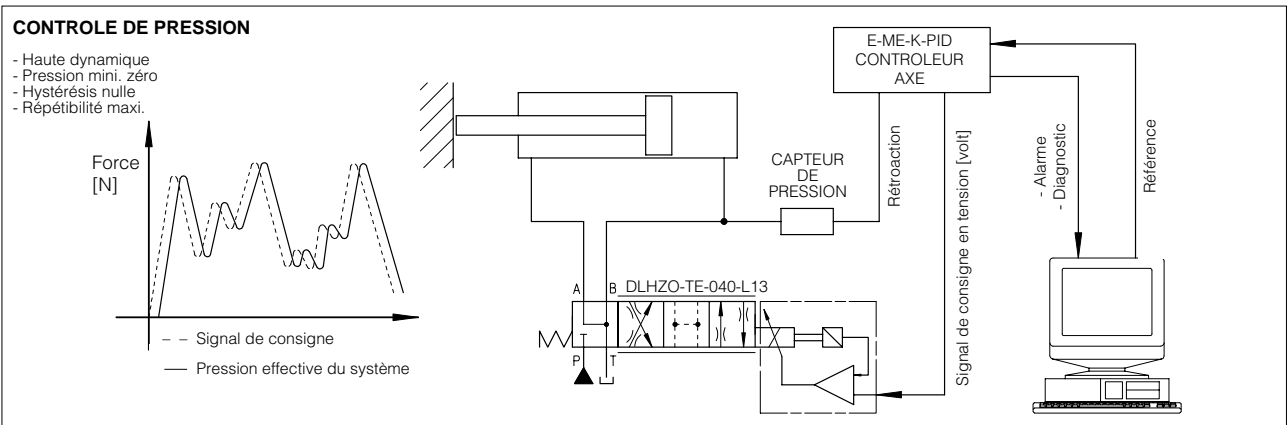 CONTROLE DE PRESSION
- Haute dynamique
- Pression mini. zéro
- Hystérésis nulle
- Répétibilité maxi.
Force
[N]
- - Signal de consigne
— Pression effective du système
E-ME-K-PID
CONTROLEUR
AXE
CAPTEUR
DE
PRESSION
Rétroaction
Signal de consigne en tension [volt]
- Alarme
- Diagnostic
Référence
A B DLHZO-TE-040-L13
P T